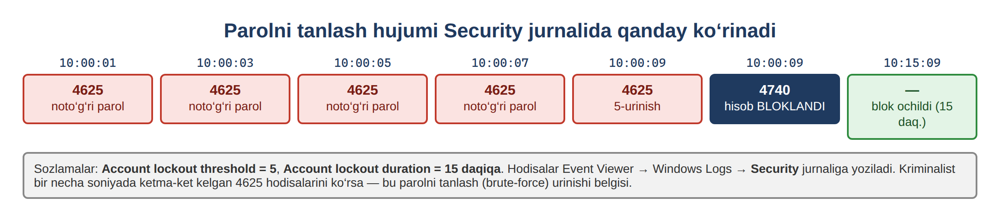 Parolni tanlash hujumi Security jurnalida qanday ko‘rinadi
10:00:01
10:00:03
10:00:05
10:00:07
10:00:09
10:00:09
10:15:09
4625
noto‘g‘ri parol
4625
noto‘g‘ri parol
4625
noto‘g‘ri parol
4625
noto‘g‘ri parol
4625
5-urinish
4740
hisob BLOKLANDI
—
blok ochildi (15
daq.)
Sozlamalar: Account lockout threshold = 5, Account lockout duration = 15 daqiqa. Hodisalar Event Viewer → Windows Logs → Security jurnaliga yoziladi. Kriminalist
bir necha soniyada ketma-ket kelgan 4625 hodisalarini ko‘rsa — bu parolni tanlash (brute-force) urinishi belgisi.